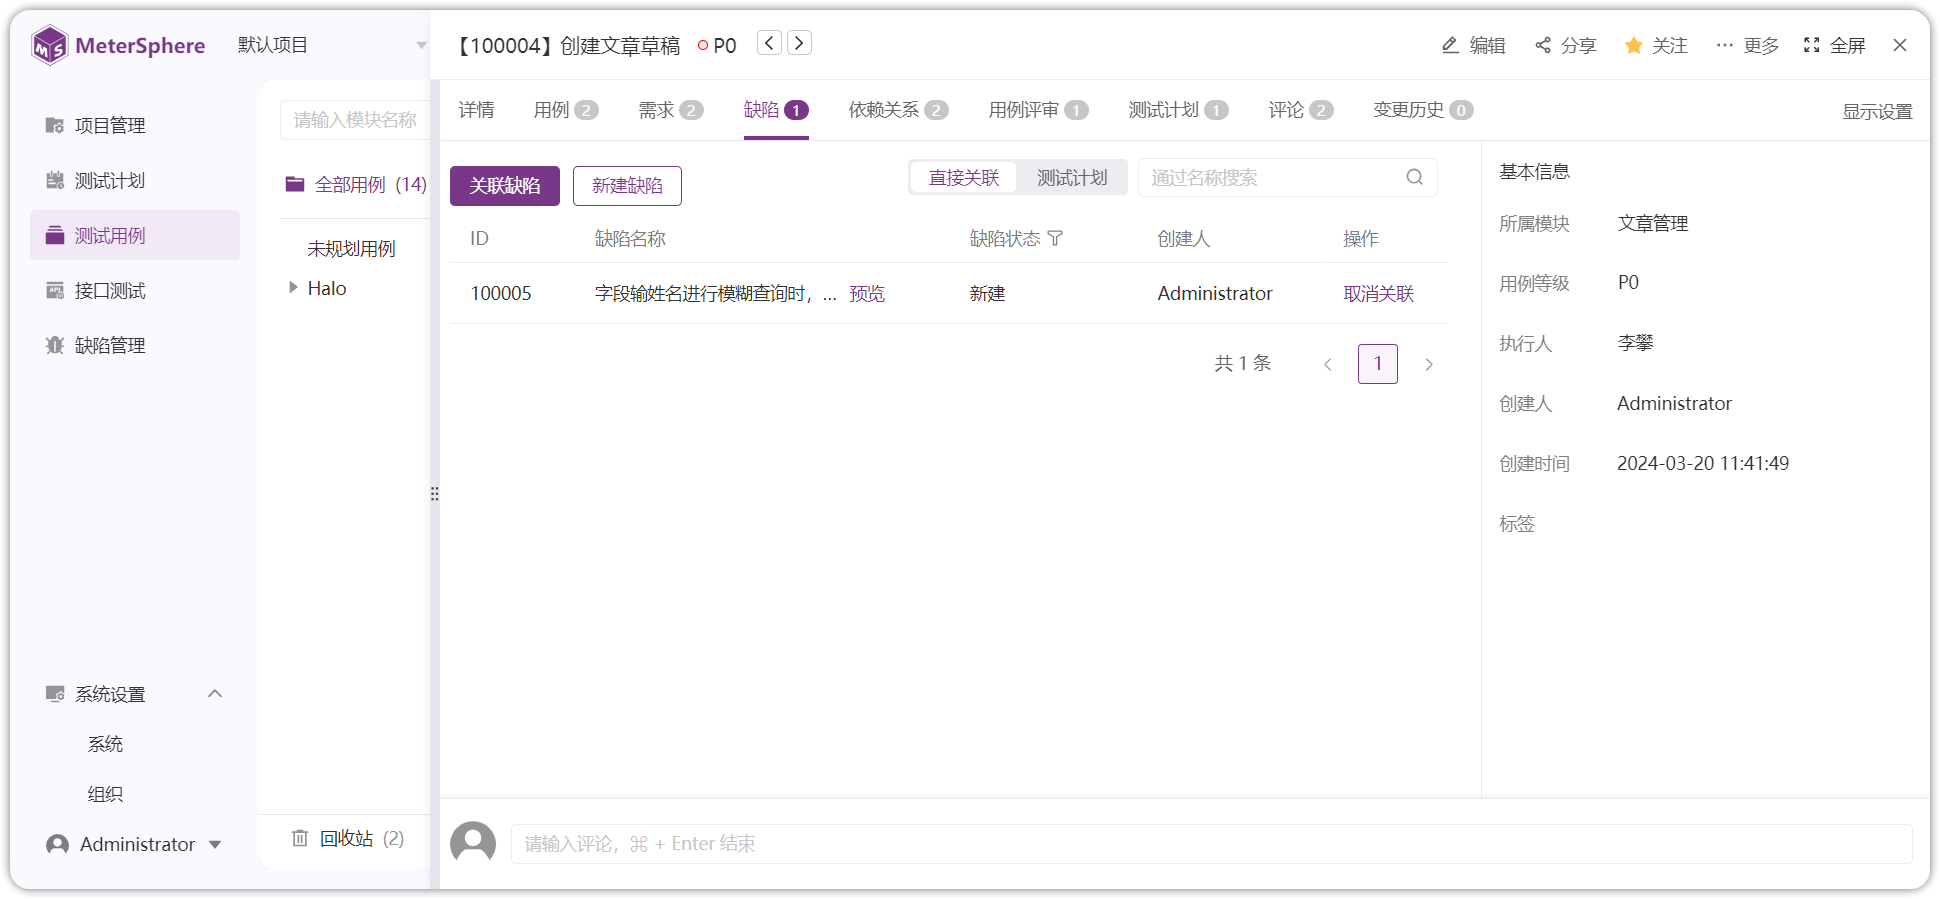 MeterSphere
默认项目
项目管理
测试计划
测试用例
接口测试
缺陷管理
系统设置
系统
组织
Administrator
请输入模块名称
全部用例 (14)
未规划用例
Halo
回收站 (2)
【100004】创建文章草稿 P0
编辑 分享 关注 更多 全屏
详情 用例 2 需求 2 缺陷 1 依赖关系 2 用例评审 1 测试计划 1 评论 2 变更历史 0
显示设置
关联缺陷 新建缺陷 直接关联 测试计划 通过名称搜索
ID 缺陷名称 缺陷状态 创建人 操作
100005 字段输姓名进行模糊查询时，... 预览 新建 Administrator 取消关联
共 1 条 1
基本信息
所属模块 文章管理
用例等级 P0
执行人 李攀
创建人 Administrator
创建时间 2024-03-20 11:41:49
标签
请输入评论，⌘ + Enter 结束